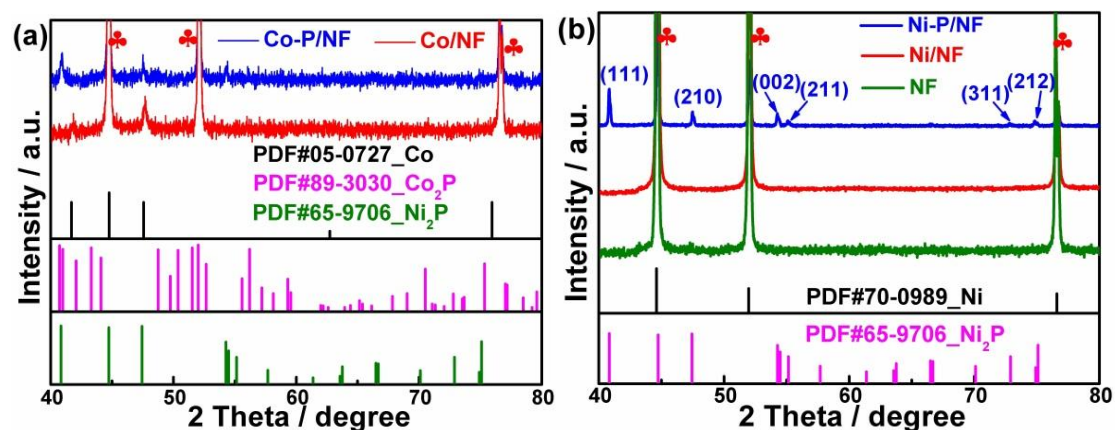 (a)
Co-P/NF
Co/NF
PDF#05-0727_Co
PDF#89-3030_Co₂P
PDF#65-9706_Ni₂P
Intensity / a.u.
40 50 60 70 80
2 Theta / degree
(b)
Ni-P/NF
Ni/NF
NF
(111)
(210)
(002)
(211)
(311)
(212)
PDF#70-0989_Ni
PDF#65-9706_Ni₂P
Intensity / a.u.
40 50 60 70 80
2 Theta / degree